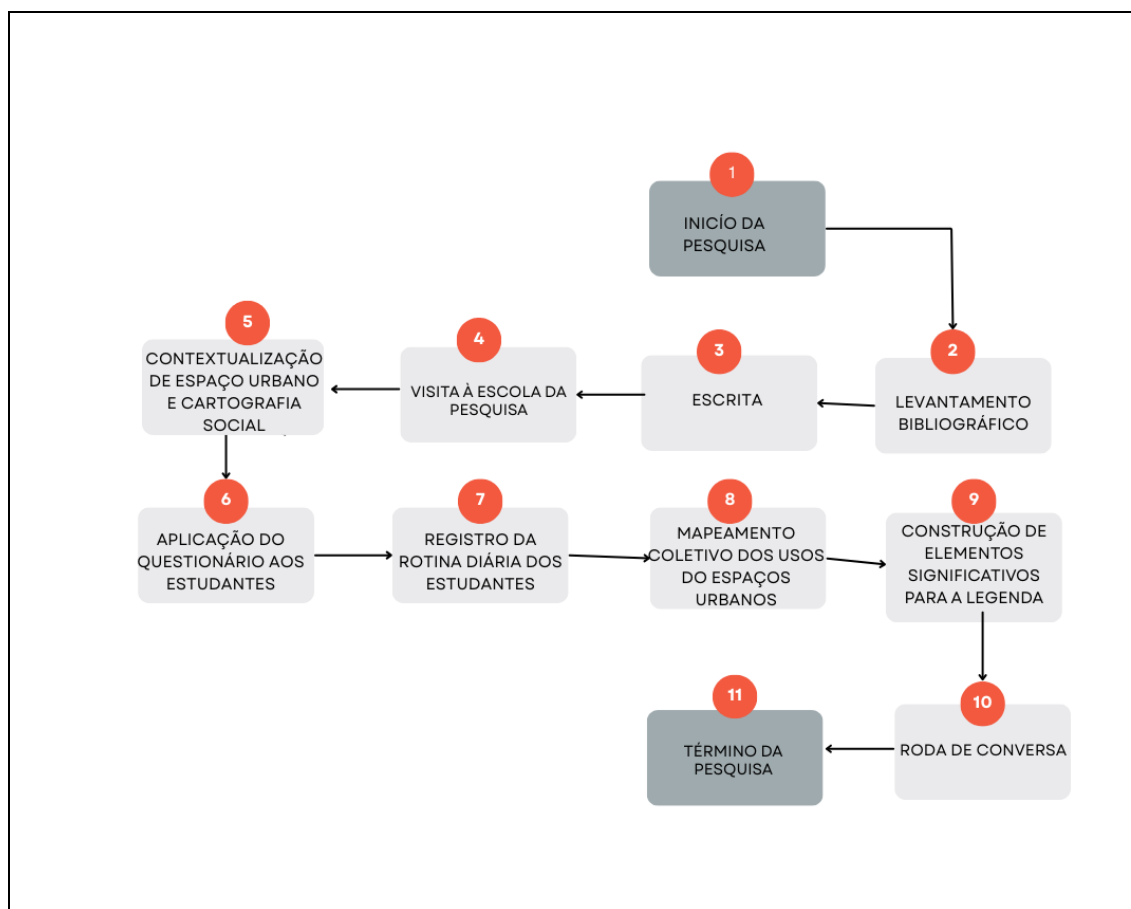 1
INICÍO DA
PESQUISA
2
LEVANTAMENTO
BIBLIOGRÁFICO
3
ESCRITA
4
VISITA À ESCOLA DA
PESQUISA
5
CONTEXTUALIZAÇÃO
DE ESPAÇO URBANO
E CARTOGRAFIA
SOCIAL
6
APLICAÇÃO DO
QUESTIONÁRIO AOS
ESTUDANTES
7
REGISTRO DA
ROTINA DIÁRIA DOS
ESTUDANTES
8
MAPEAMENTO
COLETIVO DOS USOS
DO ESPAÇOS
URBANOS
9
CONSTRUÇÃO DE
ELEMENTOS
SIGNIFICATIVOS
PARA A LEGENDA
10
RODA DE CONVERSA
11
TÉRMINO DA
PESQUISA